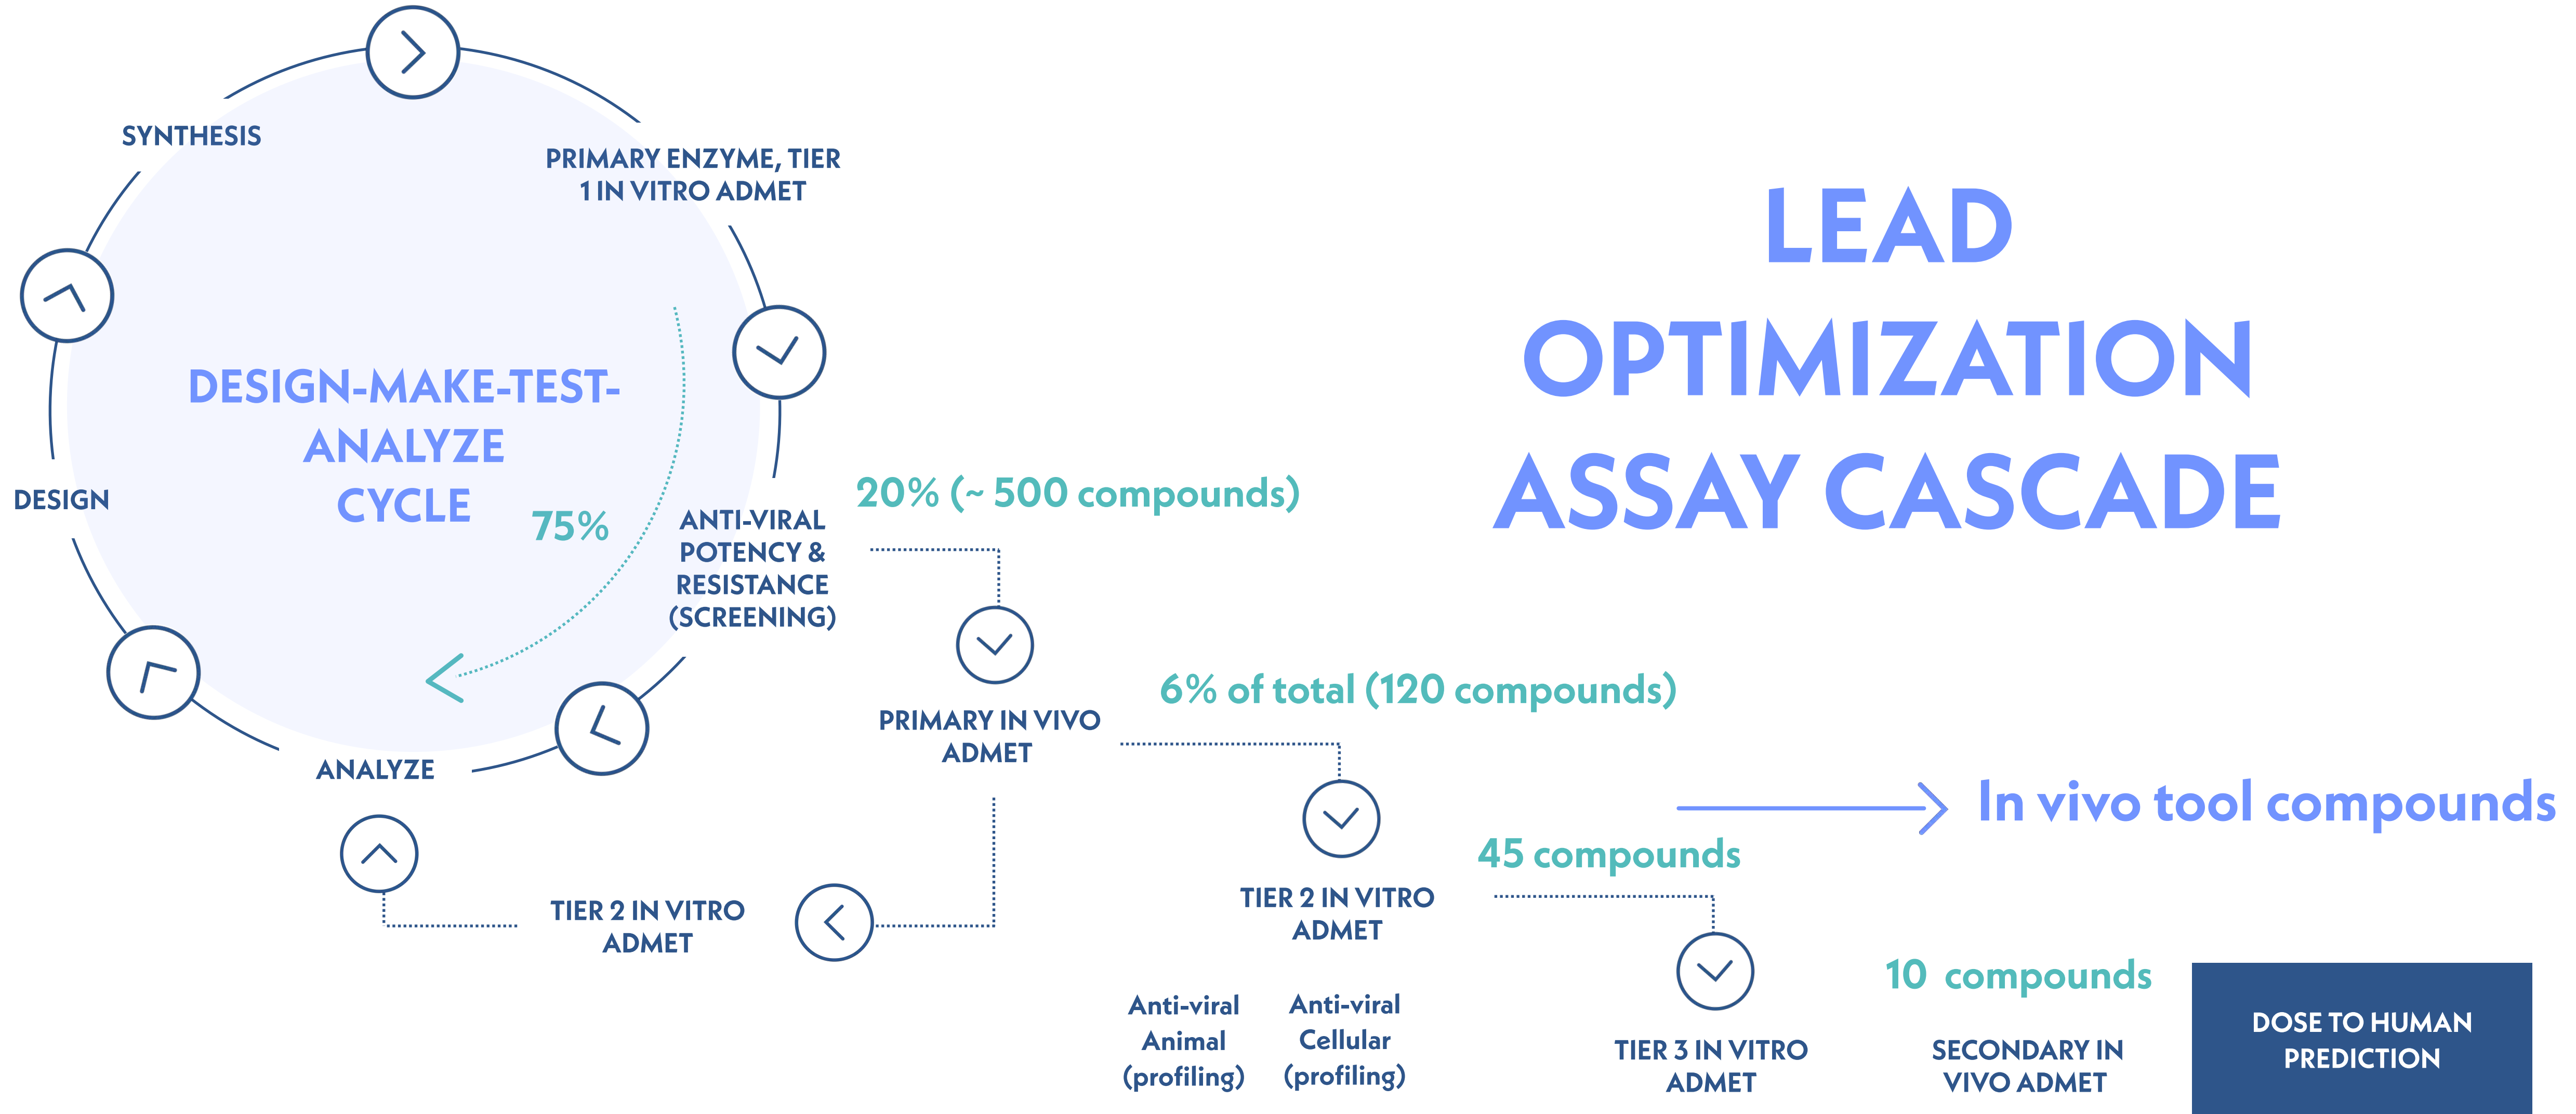 SYNTHESIS
PRIMARY ENZYME, TIER
1 IN VITRO ADMET
LEAD
OPTIMIZATION
ASSAY CASCADE
DESIGN-MAKE-TEST-
ANALYZE
CYCLE
DESIGN
75%
20% (~ 500 compounds)
ANTI-VIRAL
POTENCY &
RESISTANCE
(SCREENING)
6% of total (120 compounds)
PRIMARY IN VIVO
ADMET
ANALYZE
In vivo tool compounds
45 compounds
TIER 2 IN VITRO
ADMET
TIER 2 IN VITRO
ADMET
Anti-viral
Animal
(profiling)
Anti-viral
Cellular
(profiling)
10 compounds
TIER 3 IN VITRO
ADMET
SECONDARY IN
VIVO ADMET
DOSE TO HUMAN
PREDICTION